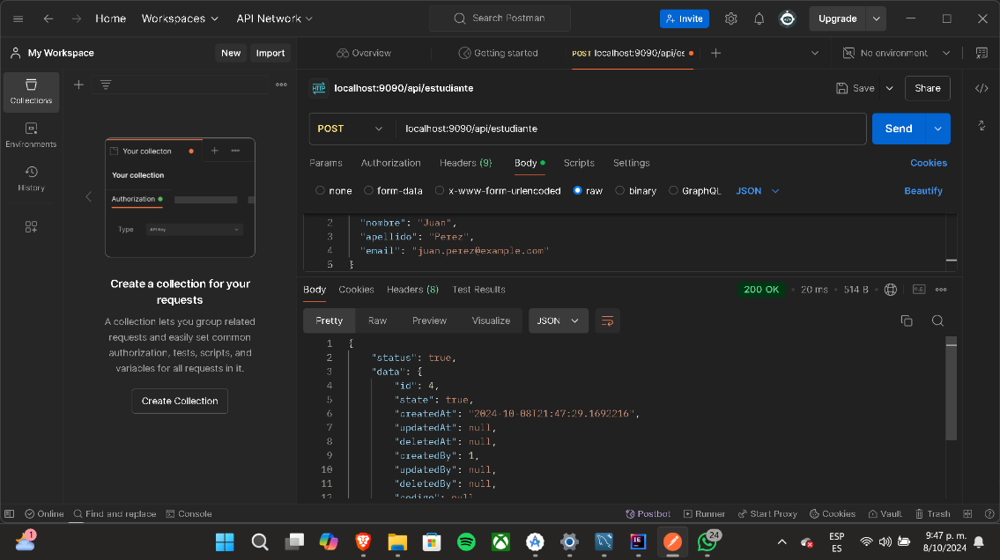 Home Workspaces API Network Search Postman Invite Upgrade
My Workspace New Import Overview Getting started POST localhost:9090/api/es No environment
Collections
Environments
History
Your collecton
Your collection
Authorization
Type API Key
Create a collection for your
requests
A collection lets you group related
requests and easily set common
authorization, tests, scripts, and
variables for all requests in it.
Create Collection
HTTP localhost:9090/api/estudiante Save Share
POST localhost:9090/api/estudiante Send
Params Authorization Headers (9) Body Scripts Settings Cookies
none form-data x-www-form-urlencoded raw binary GraphQL JSON Beautify
2 "nombre": "Juan",
3 "apellido": "Perez",
4 "email": "juan.perez@example.com"
5 }
Body Cookies Headers (8) Test Results 200 OK 20 ms 514 B
Pretty Raw Preview Visualize JSON
1 {
2 "status": true,
3 "data": {
4 "id": 4,
5 "state": true,
6 "createdAt": "2024-10-08T21:47:29.1692216",
7 "updatedAt": null,
8 "deletedAt": null,
9 "createdBy": 1,
10 "updatedBy": null,
11 "deletedBy": null,
12 "codigo": null
Online Find and replace Console Postbot Runner Start Proxy Cookies Vault Trash
1 24 ESP 9:47 p. m.
ES 8/10/2024